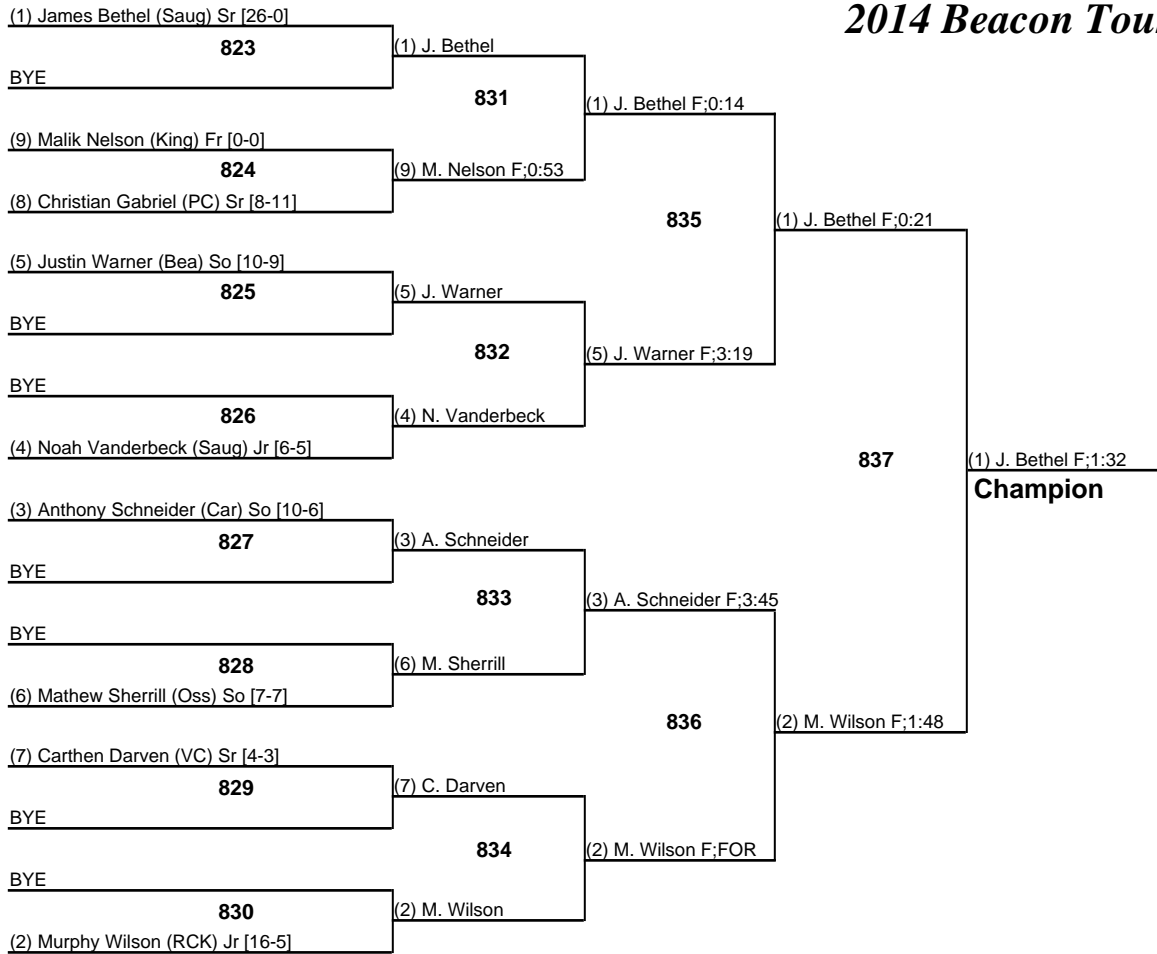 2014 Beacon Tou
(1) James Bethel (Saug) Sr [26-0]
823
BYE
(1) J. Bethel
831
(9) Malik Nelson (King) Fr [0-0]
824
(8) Christian Gabriel (PC) Sr [8-11]
(9) M. Nelson F;0:53
(1) J. Bethel F;0:14
835
(5) Justin Warner (Bea) So [10-9]
825
BYE
(5) J. Warner
832
BYE
826
(4) Noah Vanderbeck (Saug) Jr [6-5]
(4) N. Vanderbeck
(5) J. Warner F;3:19
(1) J. Bethel F;0:21
837
(3) Anthony Schneider (Car) So [10-6]
827
BYE
(3) A. Schneider
833
BYE
828
(6) Mathew Sherrill (Oss) So [7-7]
(6) M. Sherrill
(3) A. Schneider F;3:45
836
(7) Carthen Darven (VC) Sr [4-3]
829
BYE
(7) C. Darven
834
BYE
830
(2) Murphy Wilson (RCK) Jr [16-5]
(2) M. Wilson
(2) M. Wilson F;FOR
(2) M. Wilson F;1:48
(1) J. Bethel F;1:32
Champion